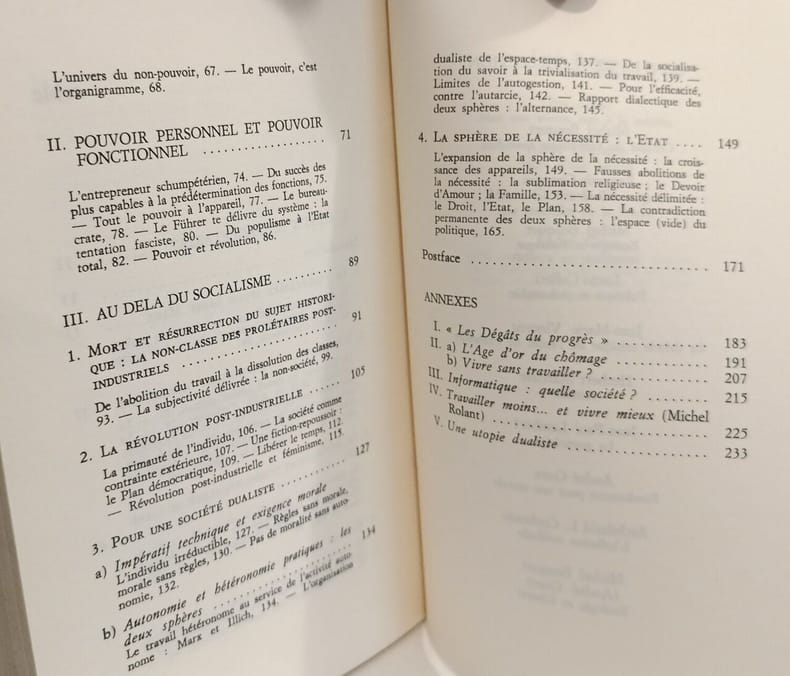 L'univers du non-pouvoir, 67. — Le pouvoir, c'est
l'organigramme, 68.
II. POUVOIR PERSONNEL ET POUVOIR
FONCTIONNEL .................. 71
L'entrepreneur schumpétérien, 74. — Du succès des
plus capables à la prédétermination des fonctions, 75.
— Tout le pouvoir à l'appareil, 77. — Le bureau-
crate, 78. — Le Führer te délivre du système : la
tentation fasciste, 80. — Du populisme à l'Etat
total, 82. — Pouvoir et révolution, 86.
III. AU DELA DU SOCIALISME .......... 89
1. MORT ET RÉSURRECTION DU SUJET HISTORI-
QUE : LA NON-CLASSE DES PROLÉTAIRES POST-
INDUSTRIELS .................. 91
De l'abolition du travail à la dissolution des classes,
93. — La subjectivité délivrée : la non-société, 99.
2. LA RÉVOLUTION POST-INDUSTRIELLE ...... 105
La primauté de l'individu, 106. — La société comme
contrainte extérieure, 107. — Une fiction-repoussoir :
le Plan démocratique, 109. — Libérer le temps, 112.
— Révolution post-industrielle et féminisme, 115.
3. POUR UNE SOCIÉTÉ DUALISTE .......... 127
a) Impératif technique et exigence morale
L'individu irréductible, 127. — Règles sans morale,
morale sans règles, 130. — Pas de moralité sans auto-
nomie, 132.
b) Autonomie et hétéronomie pratiques : les
deux sphères .................. 134
Le travail hétéronome au service de l'activité auto-
nome : Marx et Illich, 134. — L'organisation
dualiste de l'espace-temps, 137. — De la socialisa-
tion du savoir à la trivialisation du travail, 139. —
Limites de l'autogestion, 141. — Pour l'efficacité,
contre l'autarcie, 142. — Rapport dialectique des
deux sphères : l'alternance, 145.
4. LA SPHÈRE DE LA NÉCESSITÉ : L'ETAT .... 149
L'expansion de la sphère de la nécessité : la crois-
sance des appareils, 149. — Fausses abolitions de
la nécessité : la sublimation religieuse ; le Devoir
d'Amour ; la Famille, 153. — La nécessité délimitée :
le Droit, l'Etat, le Plan, 158. — La contradiction
permanente des deux sphères : l'espace (vide) du
politique, 165.
Postface .............................. 171
ANNEXES
I. « Les Dégâts du progrès » ............ 183
II. a) L'Age d'or du chômage ............ 191
b) Vivre sans travailler ? ............ 207
III. Informatique : quelle société ? ........ 215
IV. Travailler moins... et vivre mieux (Michel
Rolant) .............................. 225
V. Une utopie dualiste .................. 233